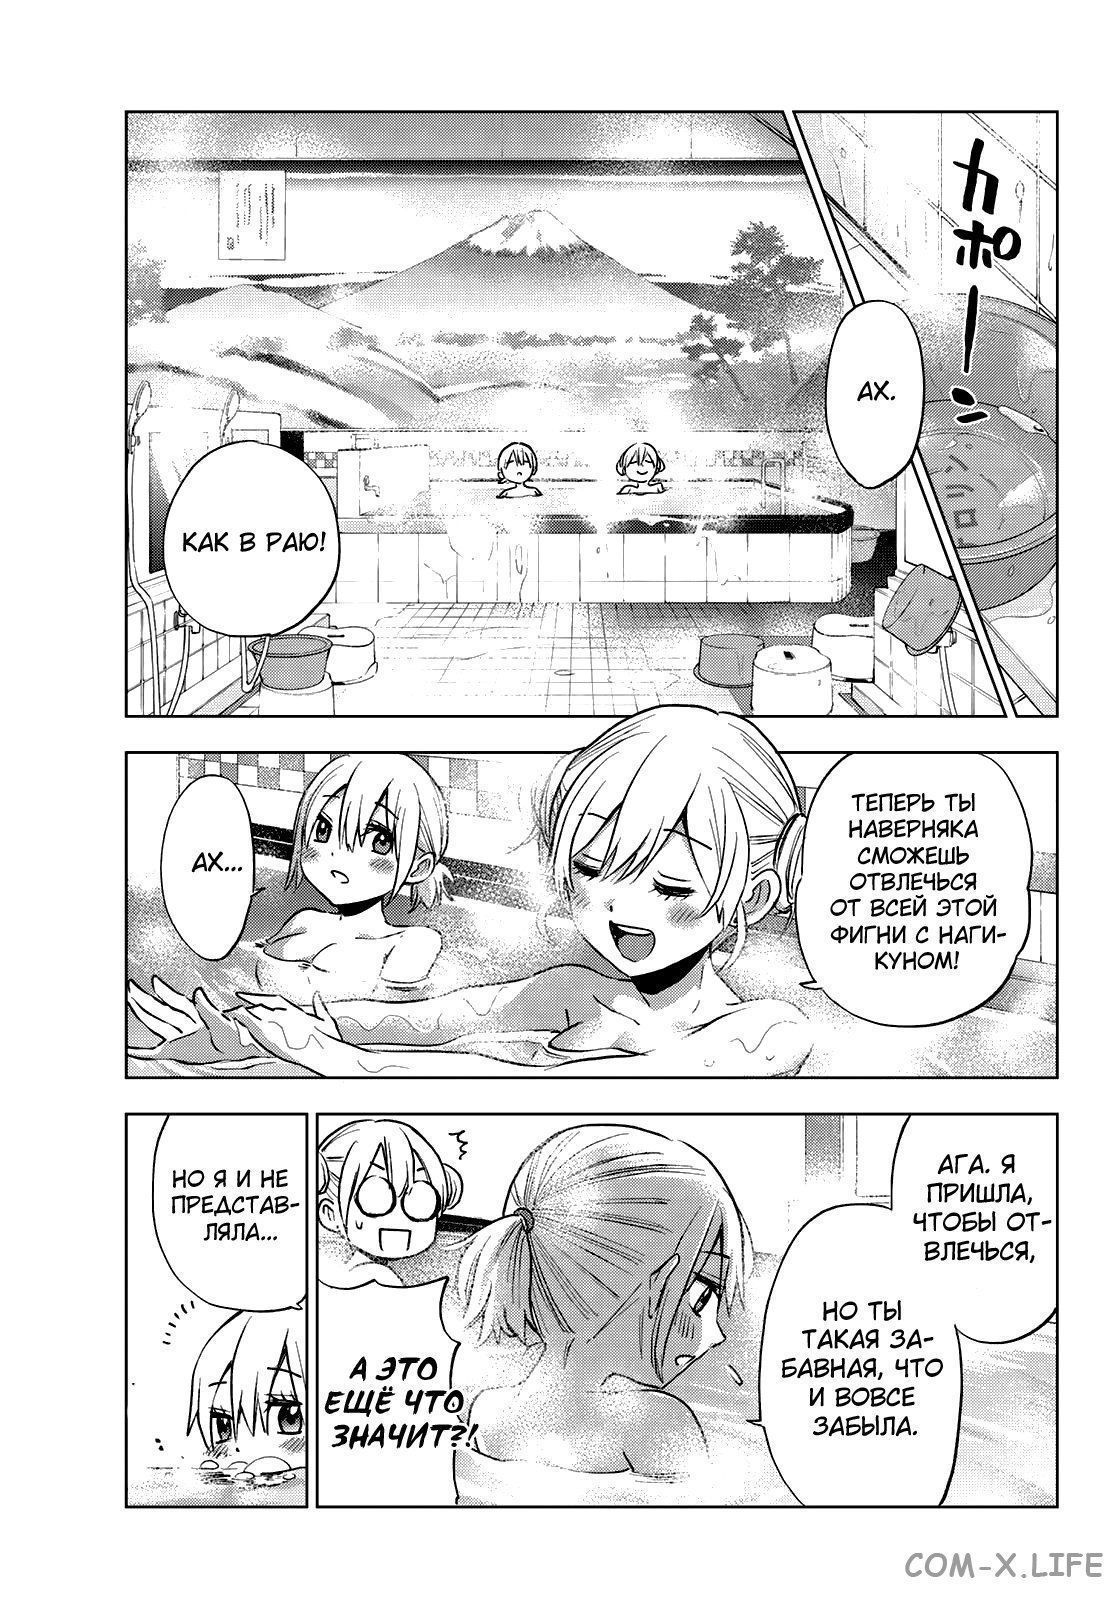 カポーン
АХ.
КАК В РАЮ!
ТЕПЕРЬ ТЫ
НАВЕРНЯКА
СМОЖЕШЬ
ОТВЛЕЧЬСЯ
ОТ ВСЕЙ ЭТОЙ
ФИГНИ С НАГИ-
КУНОМ!
АХ...
АГА. Я
ПРИШЛА,
ЧТОБЫ ОТ-
ВЛЕЧЬСЯ,
НО ТЫ
ТАКАЯ ЗА-
БАВНАЯ, ЧТО
И ВОВСЕ
ЗАБЫЛА.
А ЭТО
ЕЩЁ ЧТО
ЗНАЧИТ?!
НО Я И НЕ
ПРЕДСТАВ-
ЛЯЛА...
COM-X.LIFE